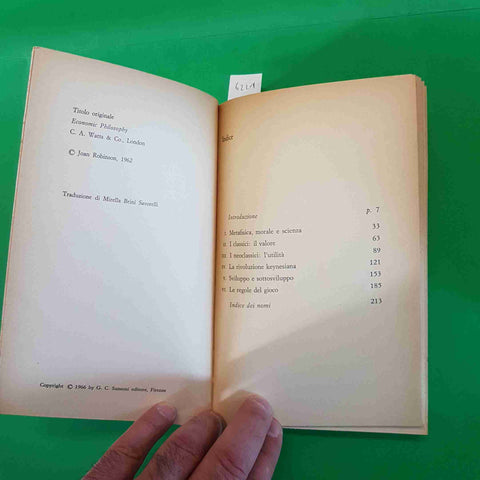 Titolo originale
Economic Philosophy
C. A. Watts & Co., London
© Joan Robinson, 1962
Traduzione di Mirella Brini Savorelli
Copyright © 1966 by G. C. Sansoni editore, Firenze
Indice
Introduzione p. 7
I. Metafisica, morale e scienza 33
II. I classici: il valore 63
III. I neoclassici: l'utilità 89
IV. La rivoluzione keynesiana 121
V. Sviluppo e sottosviluppo 153
VI. Le regole del gioco 185
Indice dei nomi 213